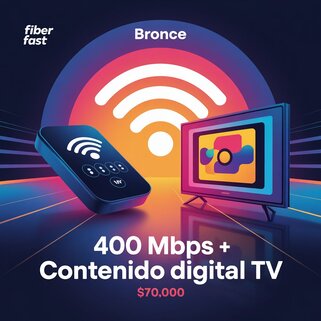 fiber
fast
Bronce
400 Mbps +
Contenido digital TV
$70,000